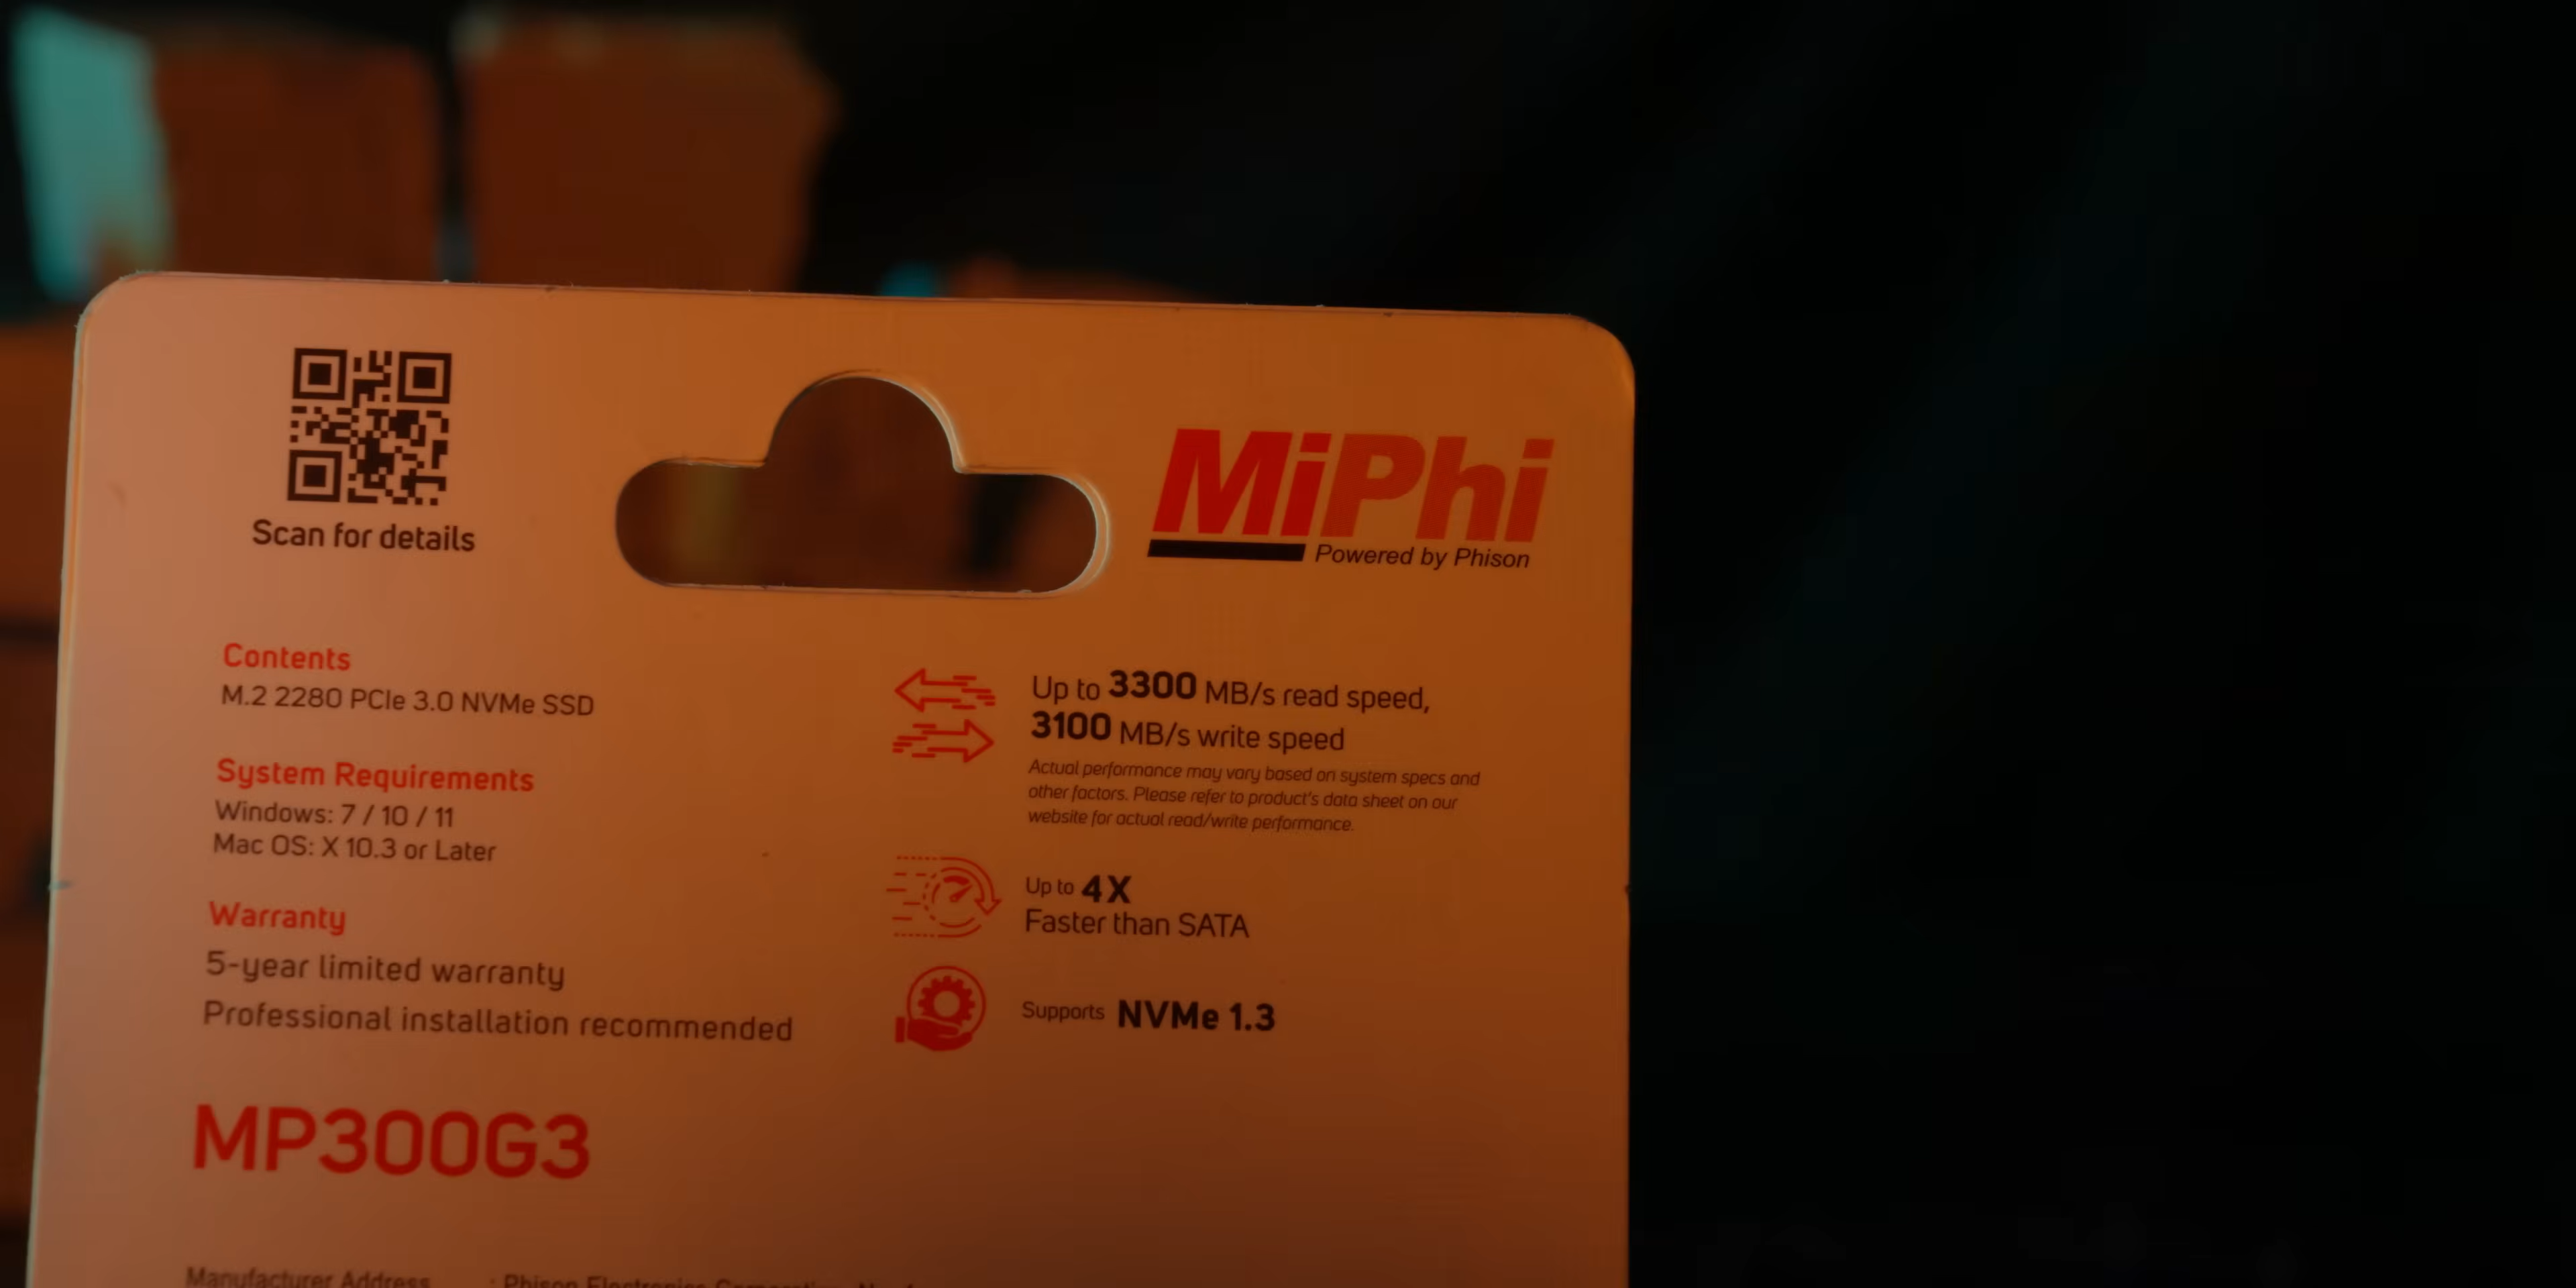 Scan for details
MiPhi
Powered by Phison
Contents
M.2 2280 PCIe 3.0 NVMe SSD
System Requirements
Windows: 7 / 10 / 11
Mac OS: X 10.3 or Later
Warranty
5-year limited warranty
Professional installation recommended
Up to 3300 MB/s read speed,
3100 MB/s write speed
Actual performance may vary based on system specs and
other factors. Please refer to product's data sheet on our
website for actual read/write performance.
Up to 4X
Faster than SATA
Supports NVMe 1.3
MP300G3
Manufacturer Address : Phison Electronics Corporation